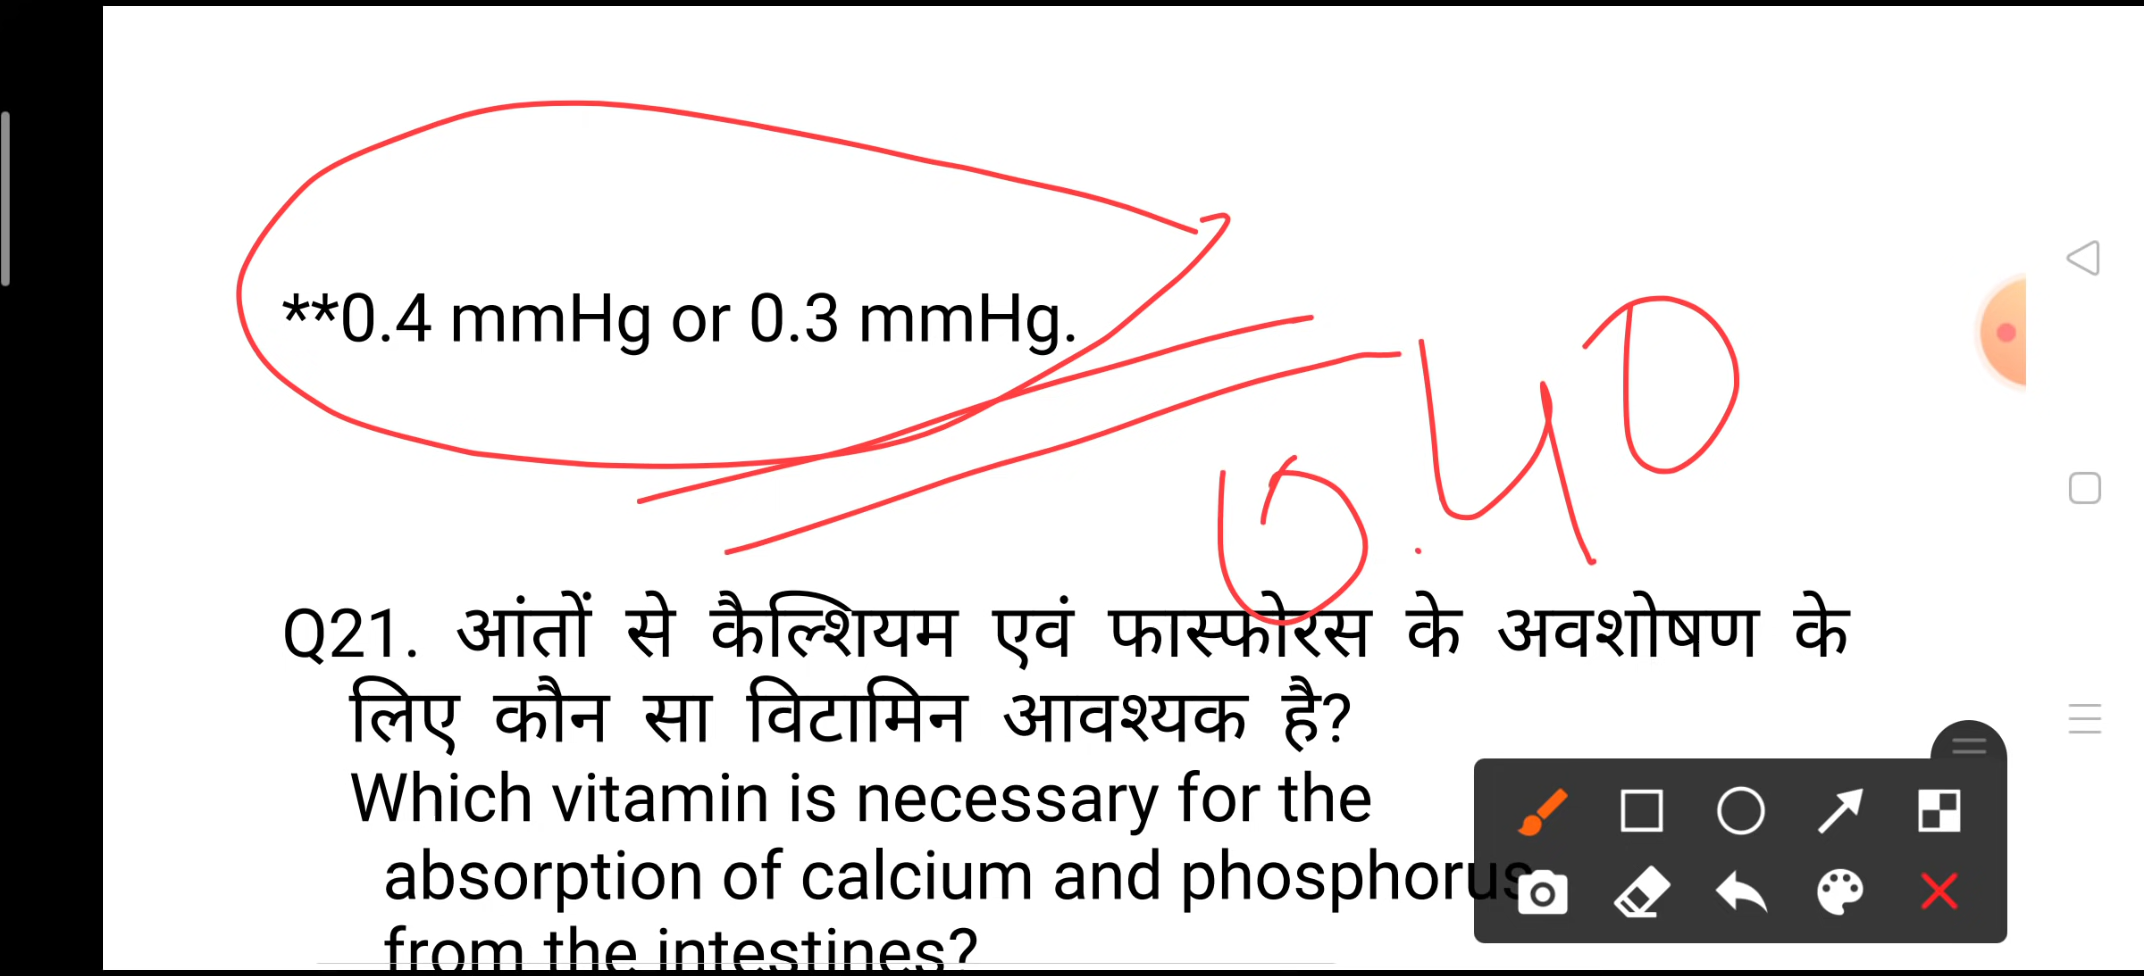 **0.4 mmHg or 0.3 mmHg.
0.40
Q21. आंतों से कैल्शियम एवं फास्फोरस के अवशोषण के
लिए कौन सा विटामिन आवश्यक है?
Which vitamin is necessary for the
absorption of calcium and phosphorus
from the intestines?